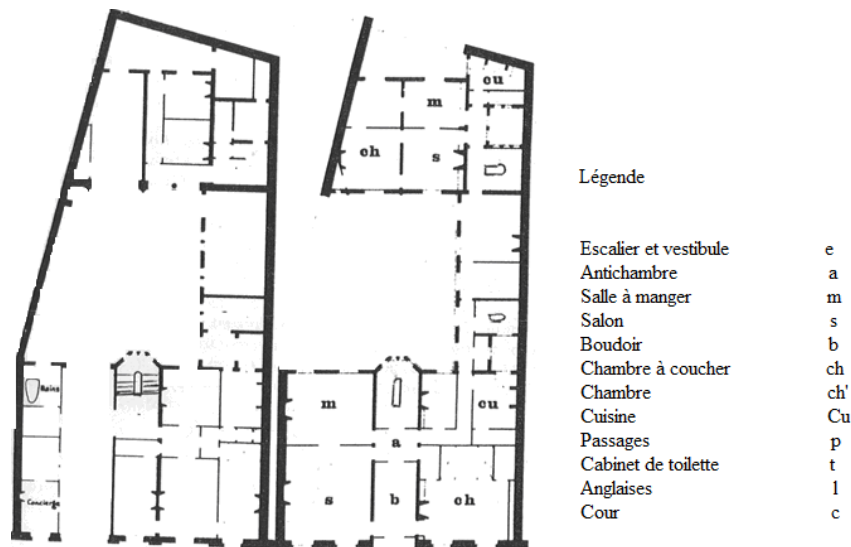 cu
m
ch
s
Bains
m
cu
a
Concierge
s
b
ch
Légende
Escalier et vestibule e
Antichambre a
Salle à manger m
Salon s
Boudoir b
Chambre à coucher ch
Chambre ch'
Cuisine Cu
Passages p
Cabinet de toilette t
Anglaises l
Cour c